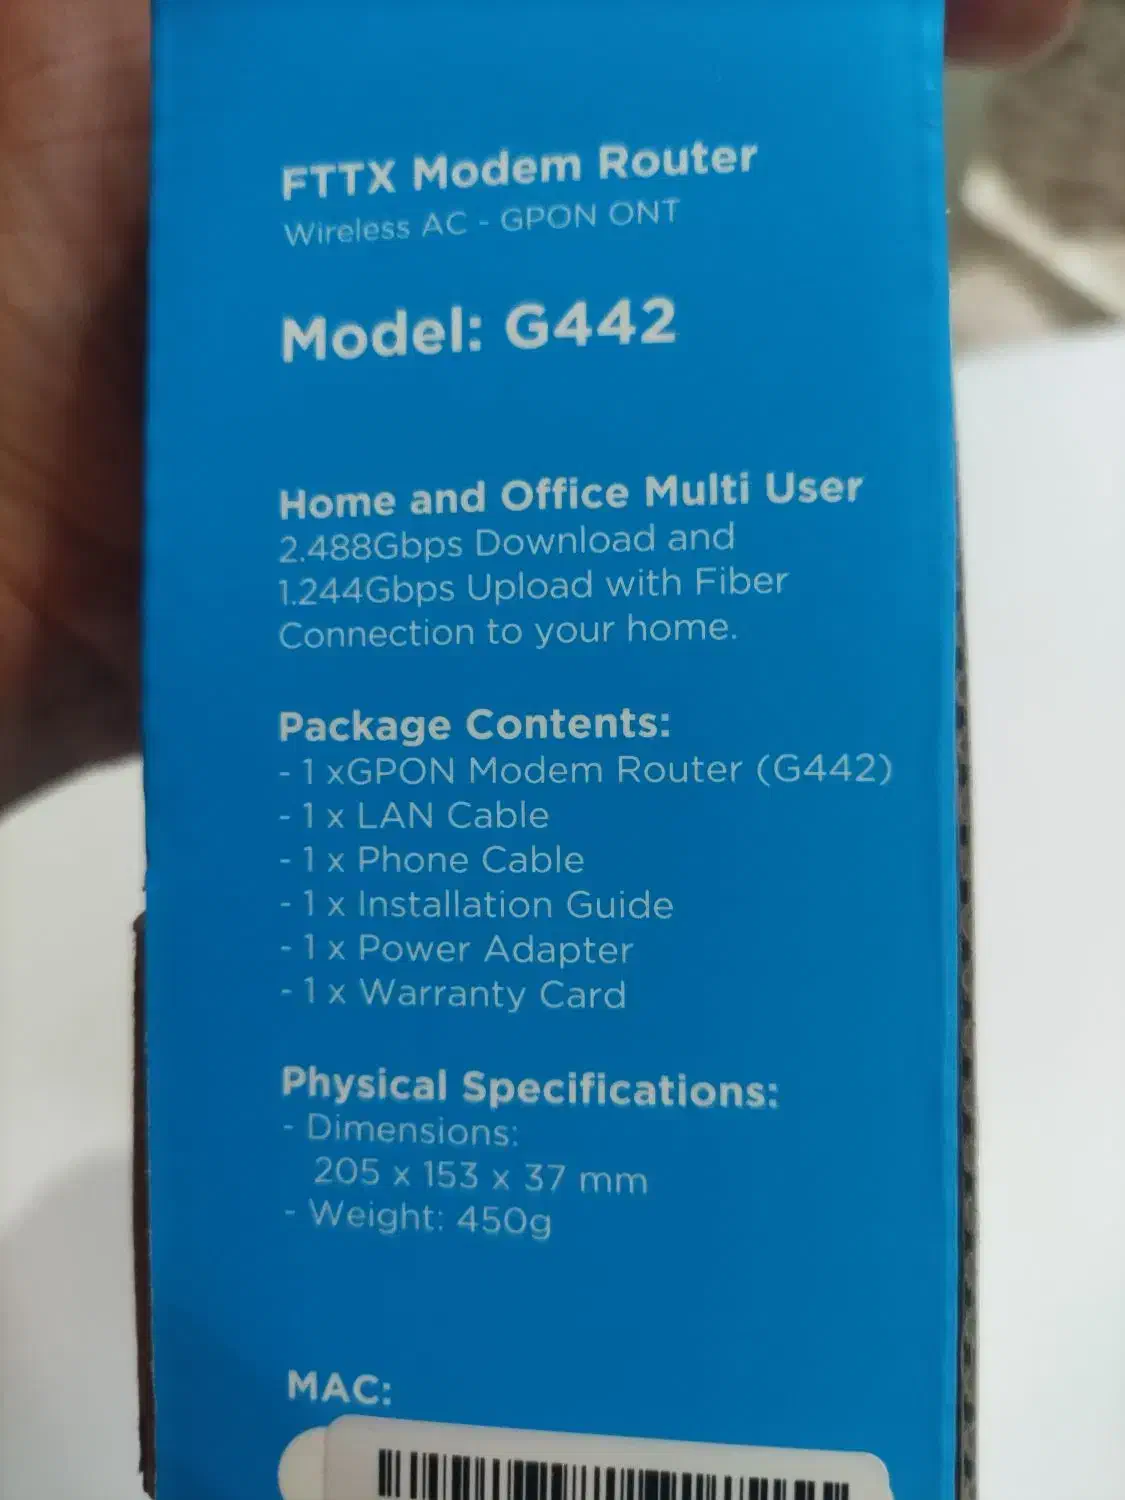 FTTX Modem Router
Wireless AC - GPON ONT
Model: G442
Home and Office Multi User
2.488Gbps Download and
1.244Gbps Upload with Fiber
Connection to your home.
Package Contents:
- 1 xGPON Modem Router (G442)
- 1 x LAN Cable
- 1 x Phone Cable
- 1 x Installation Guide
- 1 x Power Adapter
- 1 x Warranty Card
Physical Specifications:
- Dimensions:
205 x 153 x 37 mm
- Weight: 450g
MAC: